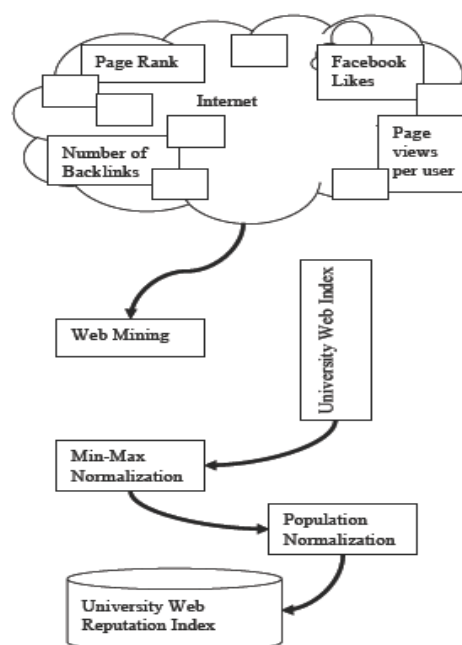 Page Rank
Facebook
Likes
Internet
Number of
Backlinks
Page
views
per user
University Web Index
Web Mining
Min-Max
Normalization
Population
Normalization
University Web
Reputation Index